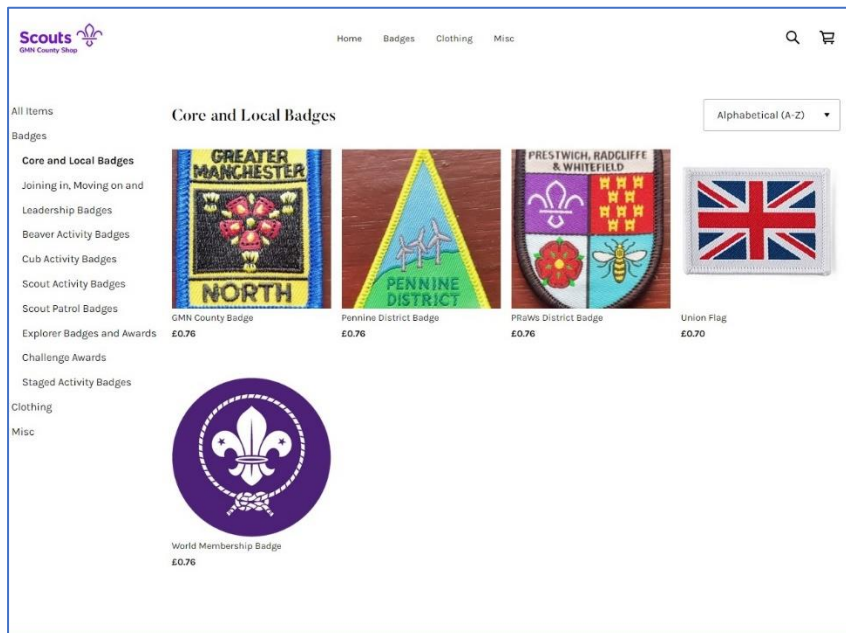 Scouts
GMN County Shop
Home Badges Clothing Misc
All Items
Badges
Core and Local Badges
Joining in, Moving on and
Leadership Badges
Beaver Activity Badges
Cub Activity Badges
Scout Activity Badges
Scout Patrol Badges
Explorer Badges and Awards
Challenge Awards
Staged Activity Badges
Clothing
Misc
Core and Local Badges
Alphabetical (A-Z)
GREATER
MANCHESTER
NORTH
GMN County Badge
£0.76
PENNINE
DISTRICT
Pennine District Badge
£0.76
PRESTWICH, RADCLIFFE
& WHITEFIELD
PRaWs District Badge
£0.76
Union Flag
£0.70
World Membership Badge
£0.76